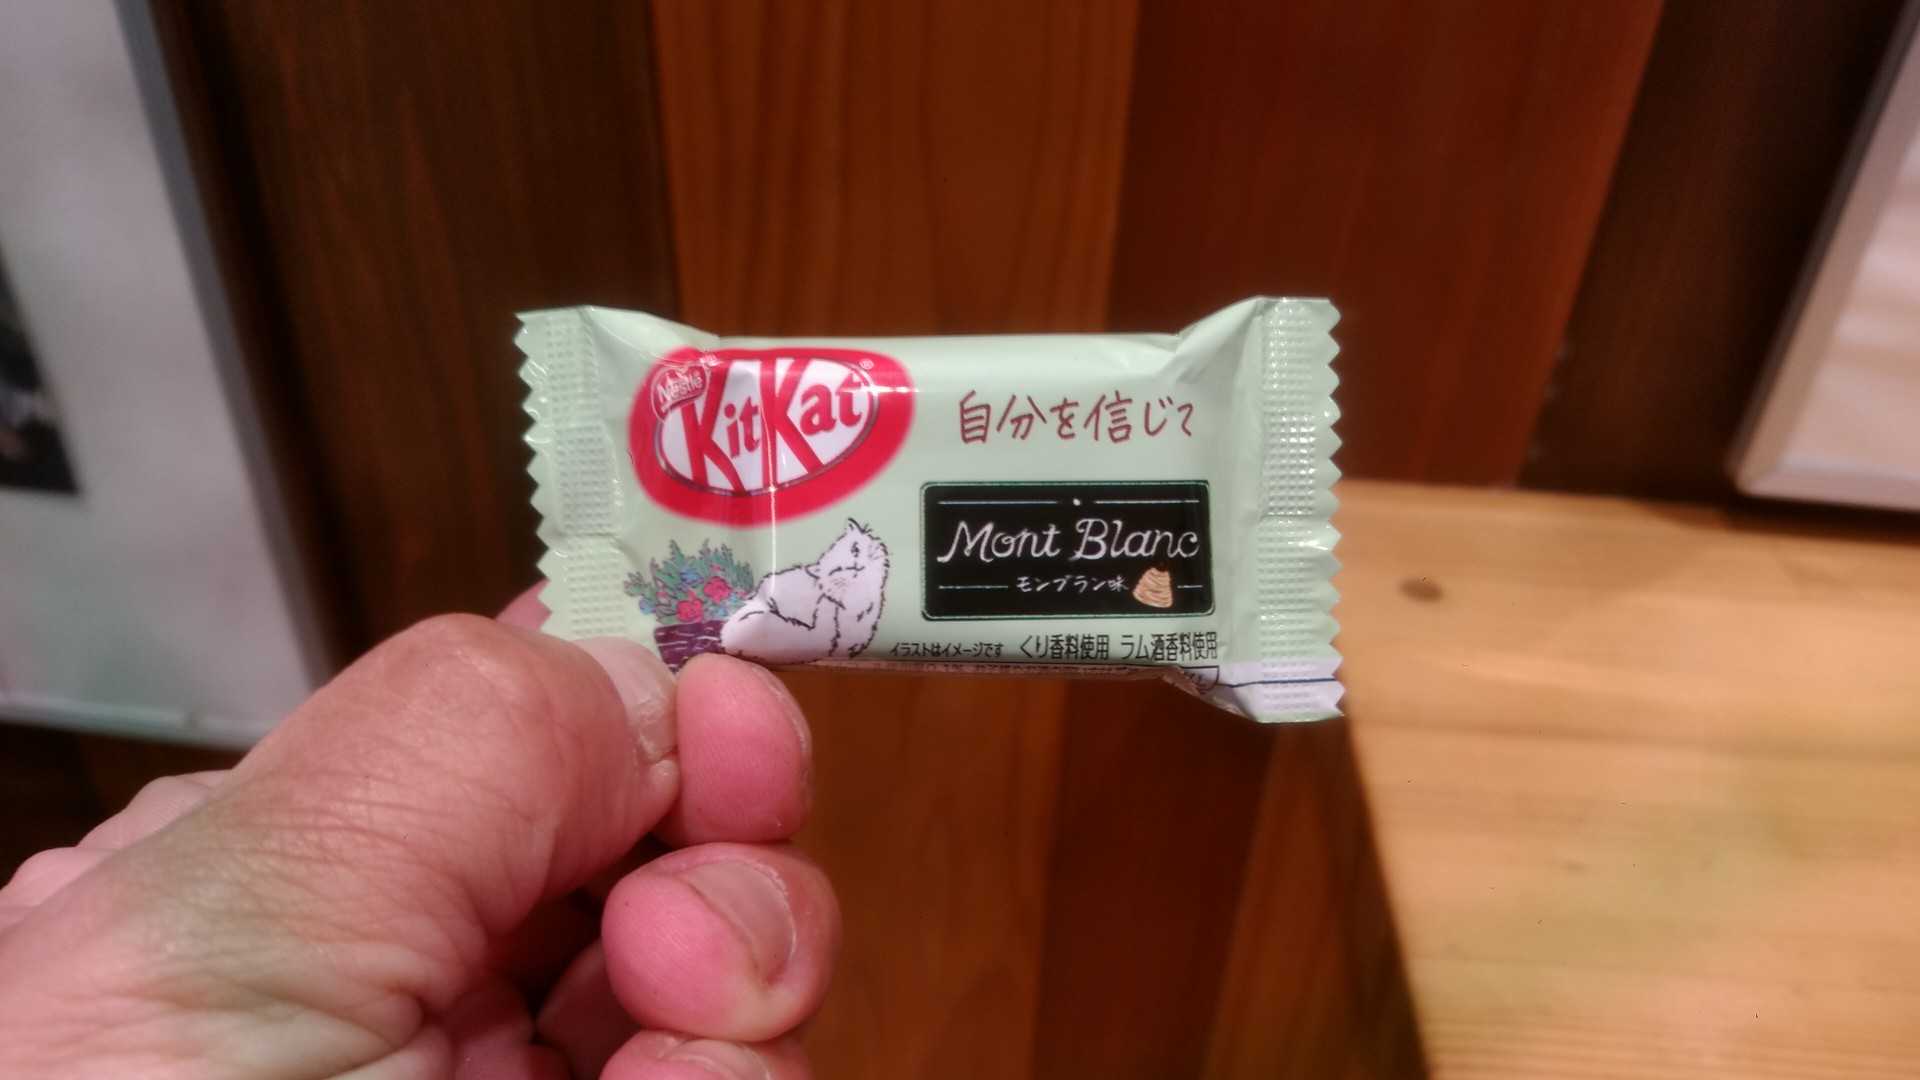 Nestlé
KitKat®
自分を信じて
Mont Blanc
モンブラン味
イラストはイメージです くり香料使用 ラム酒香料使用